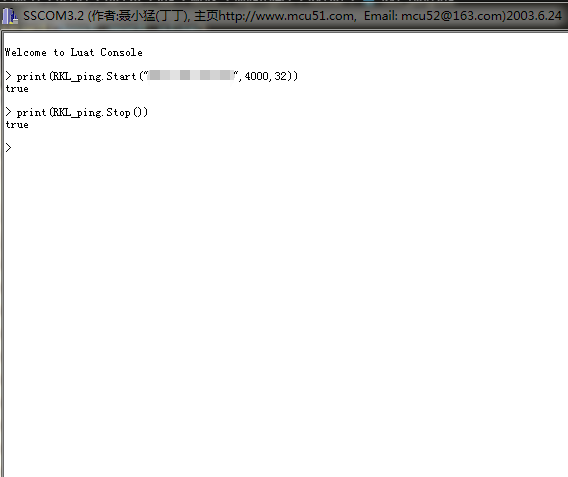 SSCOM3.2 (作者:聂小猛(丁丁), 主页http://www.mcu51.com, Email: mcu52@163.com)2003.6.24
Welcome to Luat Console
> print(RKL_ping.Start("",4000,32))
true
> print(RKL_ping.Stop())
true
>